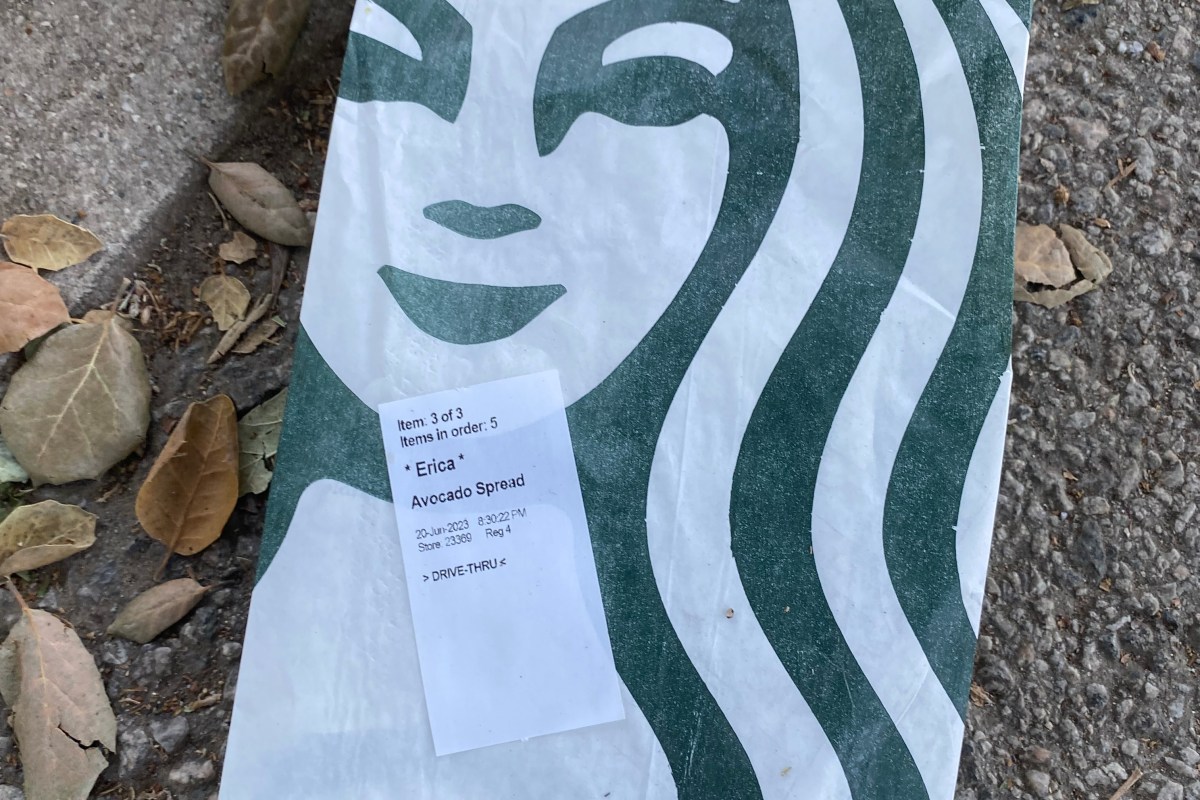 Item: 3 of 3
Items in order: 5
* Erica *
Avocado Spread
20-Jun-2023 8:30:22 PM
Store: 23369 Reg 4
> DRIVE-THRU <